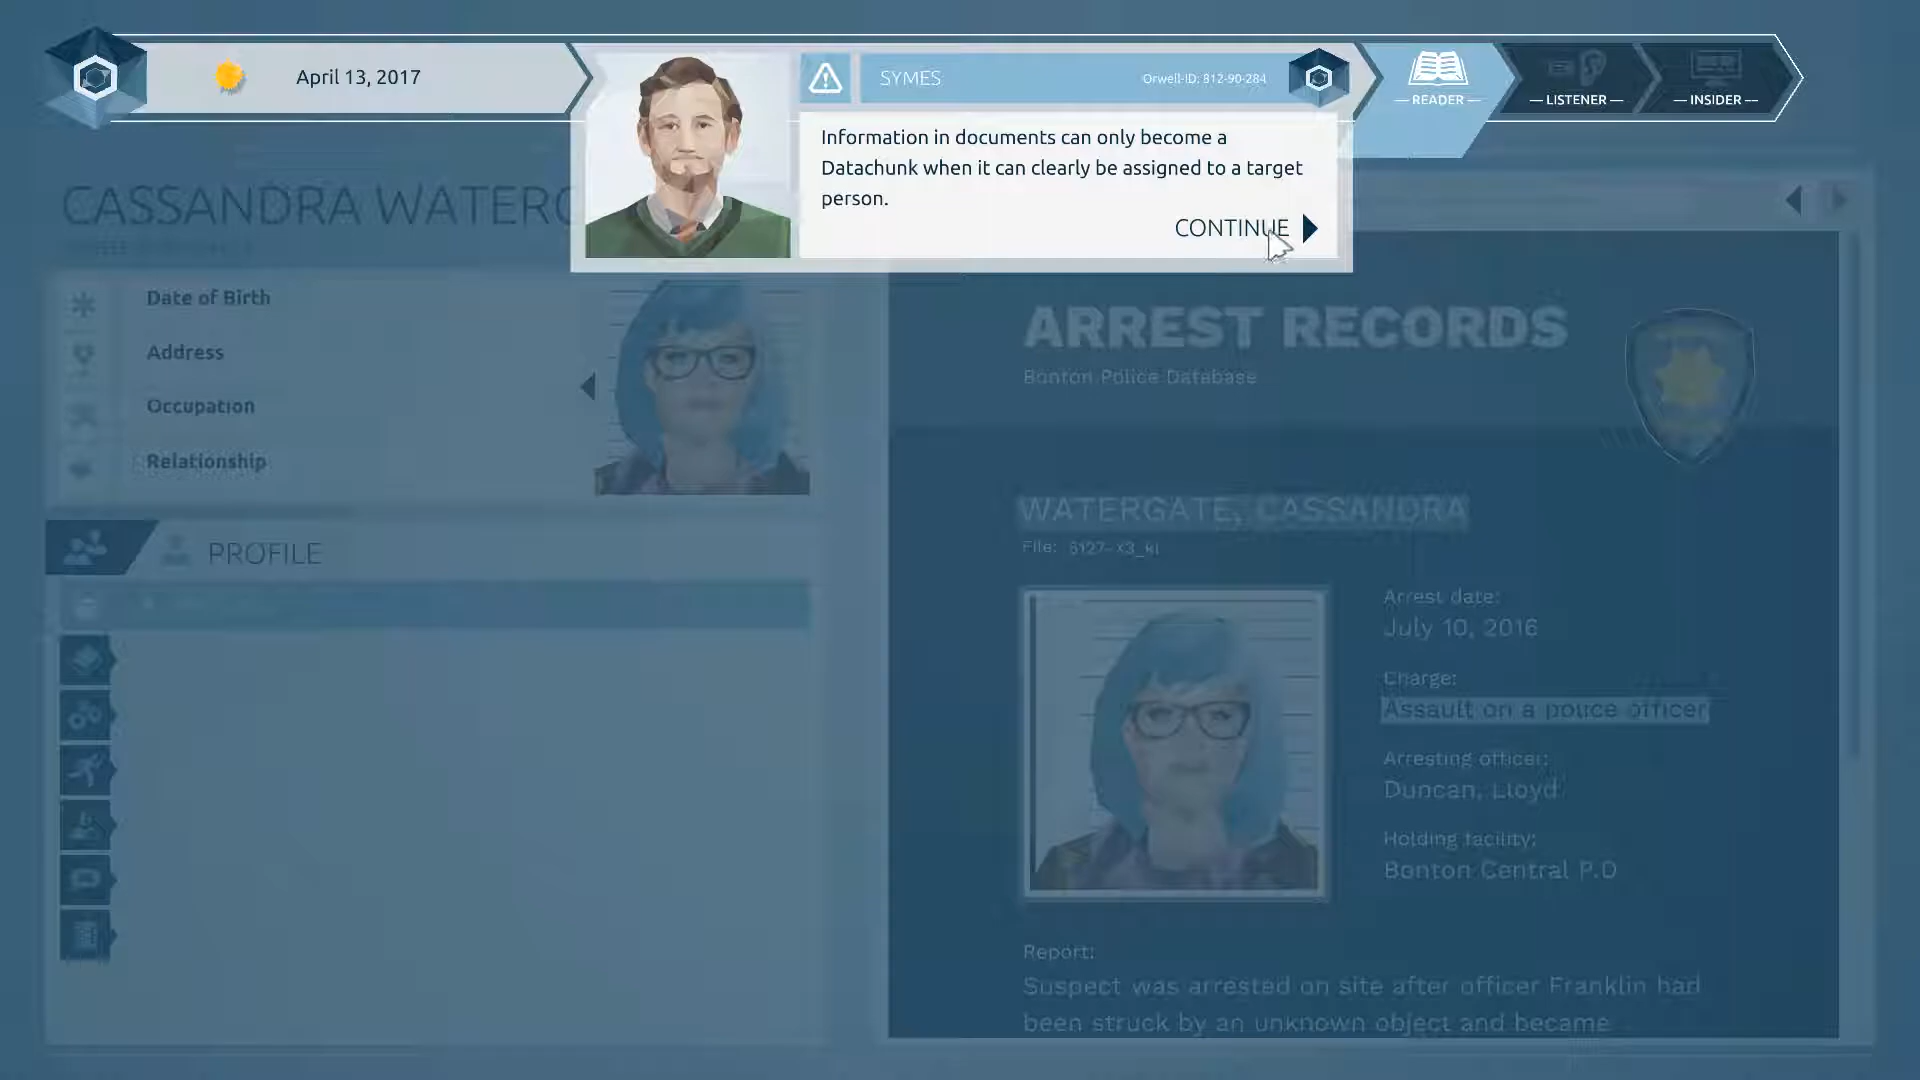 April 13, 2017
SYMES
Orwell-ID: 812-90-284
READER
LISTENER
INSIDER
Information in documents can only become a
Datachunk when it can clearly be assigned to a target
person.
CONTINUE
CASSANDRA
Date of Birth
Address
Occupation
Relationship
PROFILE
ARREST RECORDS
Bonton Police Database
WATERGATE, CASSANDRA
File:
Arrest date:
July 10, 2016
Charge:
Assault on a police officer
Arresting officer:
Duncan, Lloyd
Holding facility:
Bonton Central P.D
Report:
Suspect was arrested on site after officer Franklin had
been struck by an unknown object and became